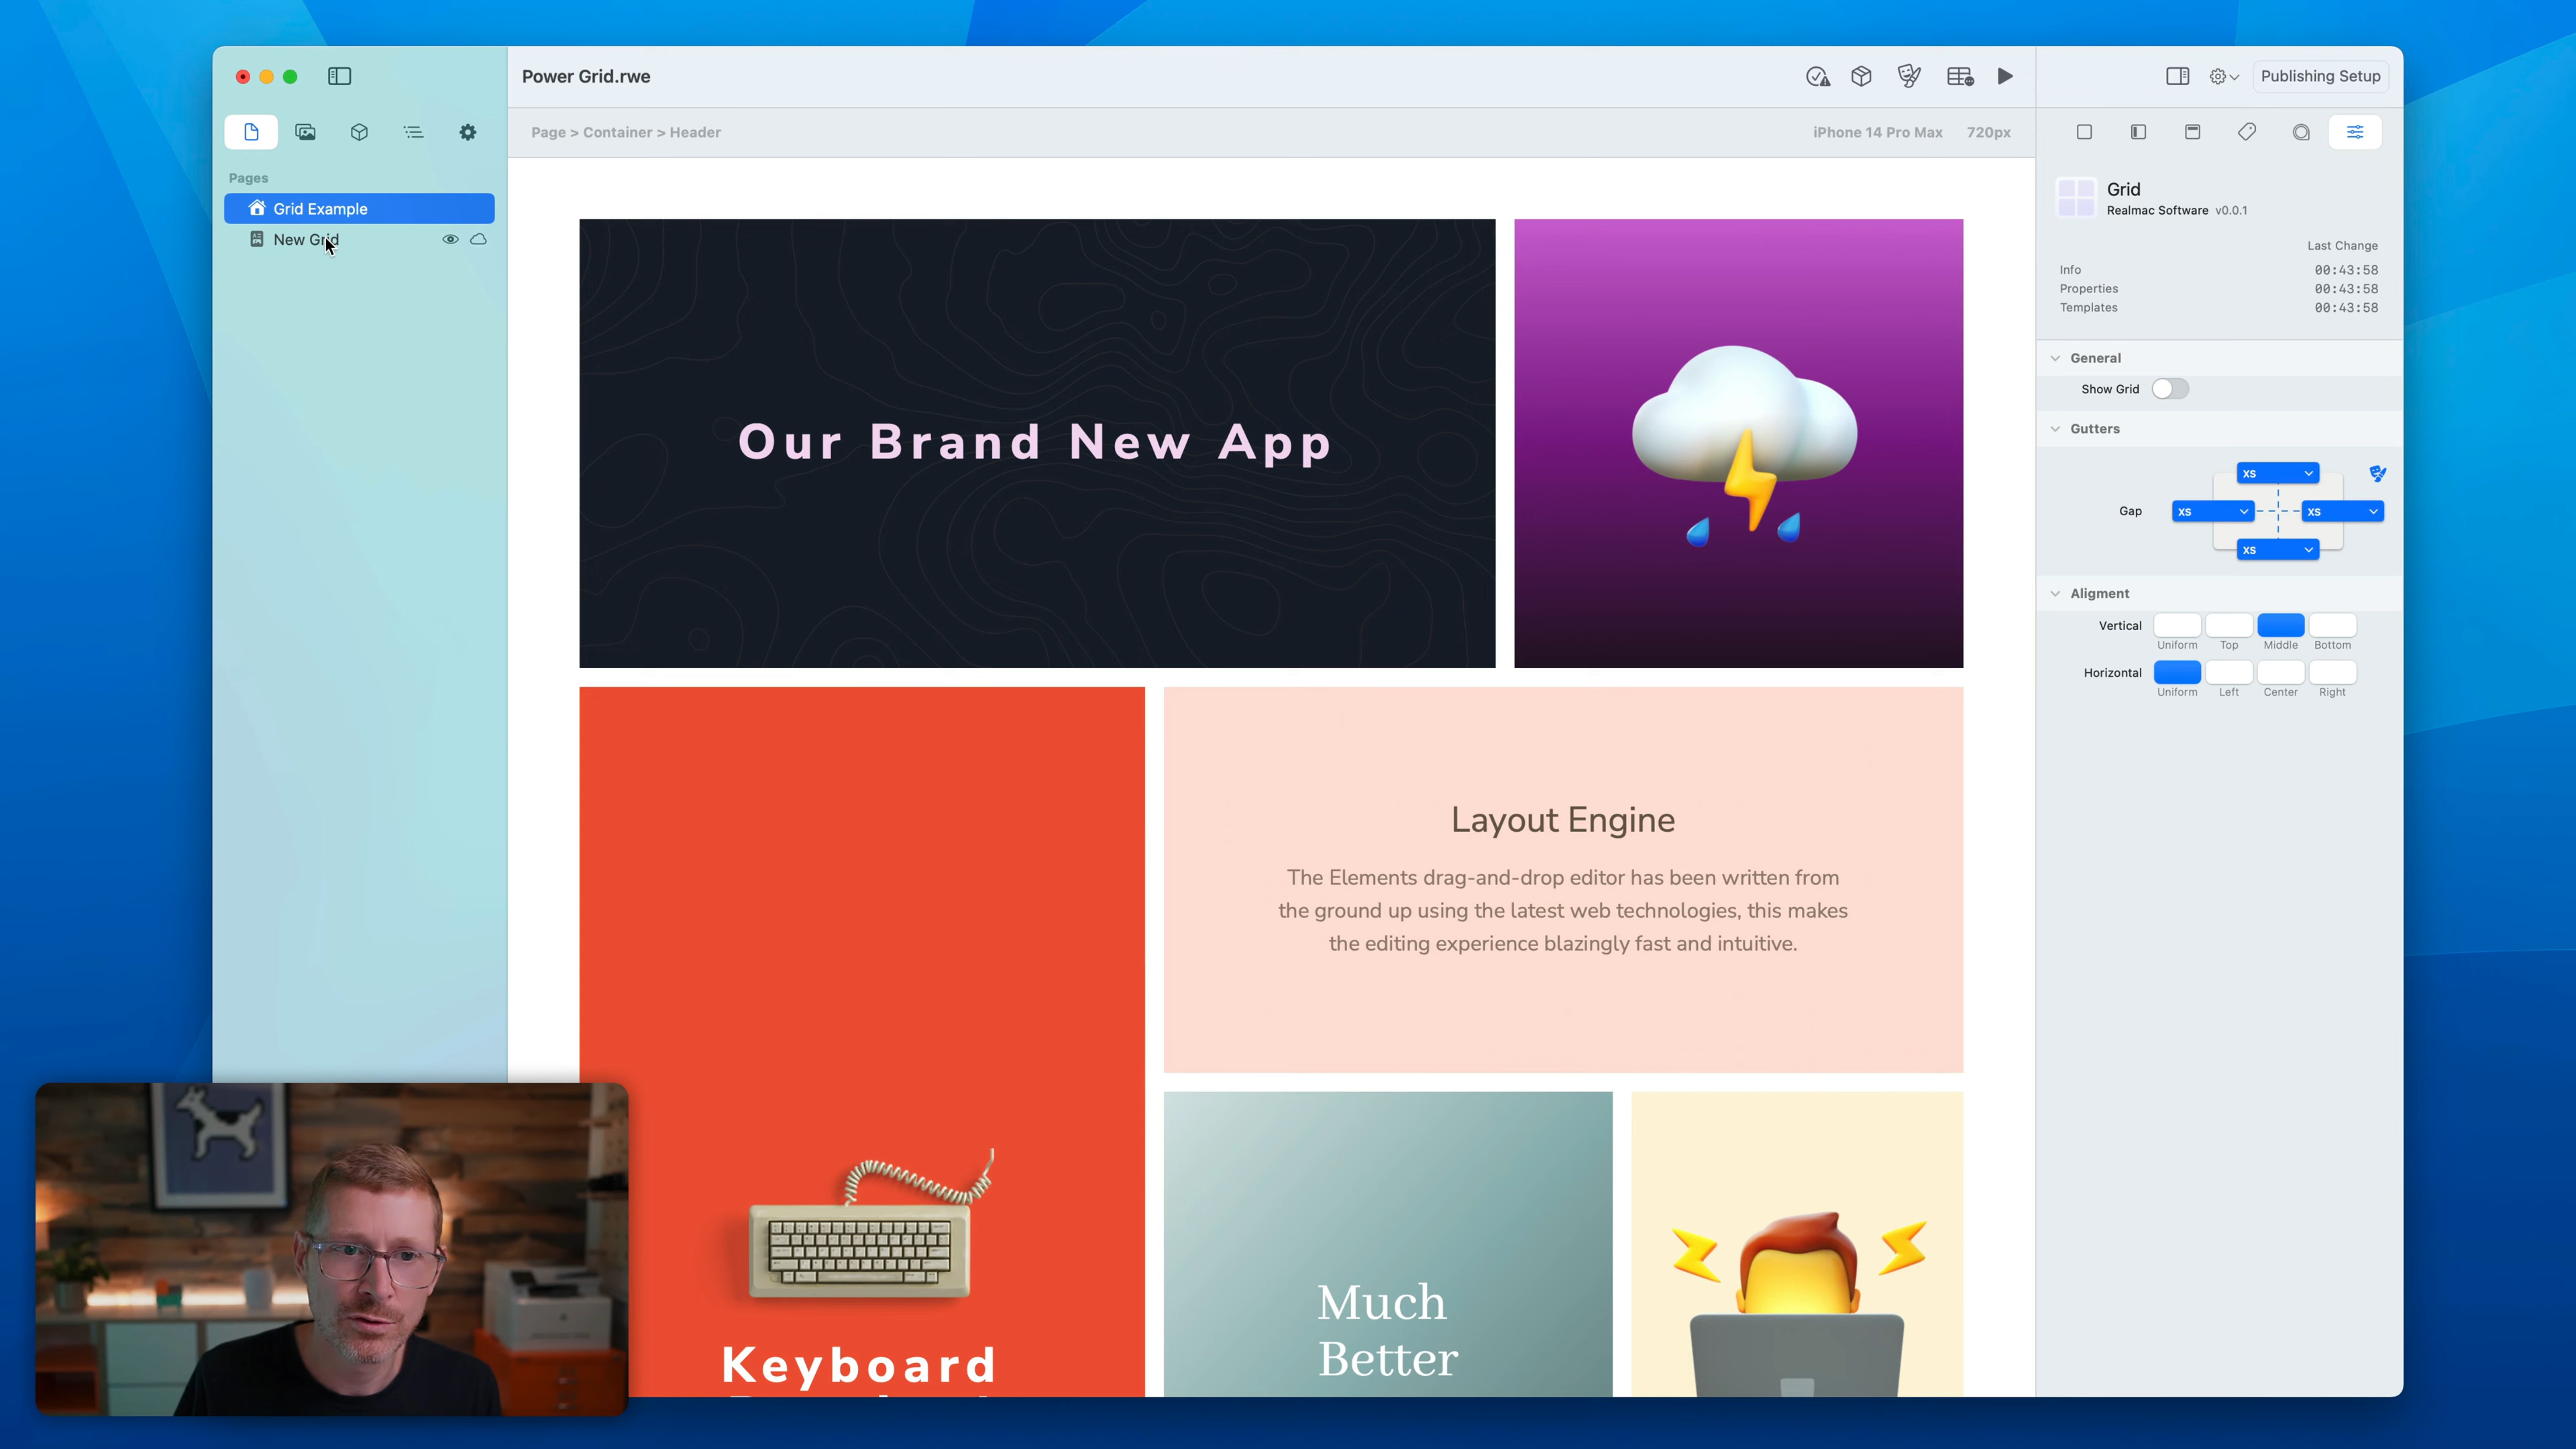 Power Grid.rwe
Publishing Setup
Page > Container > Header
iPhone 14 Pro Max 720px
Pages
Grid Example
New Grid
Our Brand New App
Layout Engine
The Elements drag-and-drop editor has been written from
the ground up using the latest web technologies, this makes
the editing experience blazingly fast and intuitive.
Keyboard
Much
Better
Grid
Realmac Software v0.0.1
Last Change
Info 00:43:58
Properties 00:43:58
Templates 00:43:58
General
Show Grid
Gutters
XS
Gap XS XS
XS
Aligment
Vertical
Uniform Top Middle Bottom
Horizontal
Uniform Left Center Right